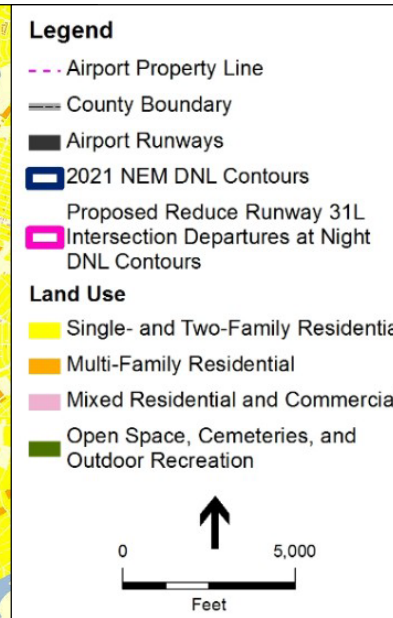 Legend
Airport Property Line
County Boundary
Airport Runways
2021 NEM DNL Contours
Proposed Reduce Runway 31L
Intersection Departures at Night
DNL Contours
Land Use
Single- and Two-Family Residentia
Multi-Family Residential
Mixed Residential and Commercia
Open Space, Cemeteries, and
Outdoor Recreation
0 5,000
Feet